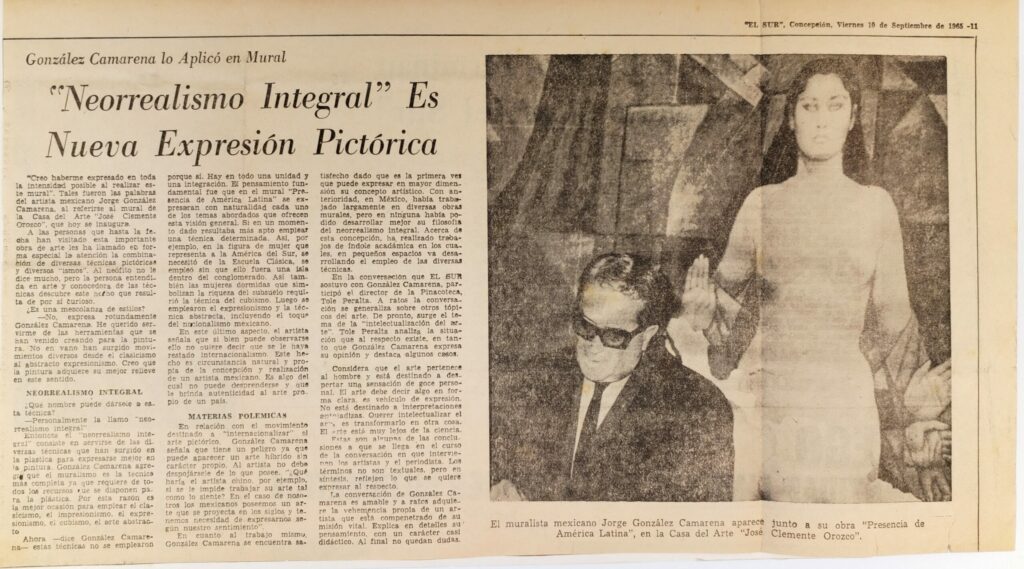 "EL SUR", Concepción, Viernes 10 de Septiembre de 1965 -11
González Camarena lo Aplicó en Mural
"Neorrealismo Integral" Es
Nueva Expresión Pictórica
"Creo haberme expresado en toda
la intensidad posible al realizar es-
te mural". Tales fueron las palabras
del artista mexicano Jorge González
Camarena, al referirse al mural de
la Casa del Arte "José Clemente
Orozco", que hoy se inaugura.
A las personas que hasta la fe-
cha han visitado esta importante
obra de arte les ha llamado en for-
ma especial la atención la combina-
ción de diversas técnicas pictóricas
y diversos "ismos". Al neófito no le
dice mucho, pero la persona entendi-
da en arte y conocedora de las téc-
nicas descubre este hecho que resul-
ta de por sí curioso.
¿Es una mescolanza de estilos?
—No, expresa rotundamente
González Camarena. He querido ser-
virme de las herramientas que se
han venido creando para la pintu-
ra. No en vano han surgido movi-
mientos diversos desde el clasicismo
al abstracto expresionismo. Creo que
la pintura adquiere su mejor relieve
en este sentido.
NEORREALISMO INTEGRAL
¿Qué nombre puede dársele a es-
ta técnica?
—Personalmente la llamo "neo-
rrealismo integral".
Entonces el "neorrealismo inte-
gral" consiste en servirse de las di-
versas técnicas que han surgido en
la plástica para expresarse mejor en
la pintura. González Camarena agre-
ga que el muralismo es la técnica
más completa ya que requiere de to-
dos los recursos que se disponen pa-
ra la plástica. Por esta razón es
la mejor ocasión para emplear el cla-
sicismo, el impresionismo, el expre-
sionismo, el cubismo, el arte abstrac-
Ahora —dice González Camare-
na— estas técnicas no se emplearon
porque sí. Hay en todo una unidad y
una integración. El pensamiento fun-
damental fue que en el mural "Pre-
sencia de América Latina" se ex-
presaran con naturalidad cada uno
de los temas abordados que ofrecen
esta visión general. Si en un momen-
to dado resultaba más apto emplear
una técnica determinada. Así, por
ejemplo, en la figura de mujer que
representa a la América del Sur, se
necesitó de la Escuela Clásica, se
empleó sin que ello fuera una isla
dentro del conglomerado. Así tam-
bién las mujeres dormidas que sim-
bolizan la riqueza del subsuelo requi-
rió la técnica del cubismo. Luego se
emplearon el expresionismo y la téc-
nica abstracta, incluyendo el toque
del nacionalismo mexicano.
En este último aspecto, el artista
señala que si bien puede observarse
ello no quiere decir que se le haya
restado internacionalismo. Este he-
cho es circunstancia natural y pro-
pia de la concepción y realización
de un artista mexicano. Es algo del
cual no puede desprenderse y que
le brinda autenticidad al arte pro-
pio de un país.
MATERIAS POLEMICAS
En relación con el movimiento
destinado a "internacionalizar" el
arte pictórico, González Camarena
señala que tiene un peligro ya que
puede aparecer un arte híbrido sin
carácter propio. Al artista no debe
despojársele de lo que posee. "¿Qué
haría el artista chino, por ejemplo,
si se le impide trabajar su arte tal
como lo siente? En el caso de noso-
tros los mexicanos poseemos un ar-
te que se proyecta en los siglos y te-
nemos necesidad de expresarnos se-
gún nuestro sentimiento".
En cuanto al trabajo mismo,
González Camarena se encuentra sa-
tisfecho dado que es la primera vez
que puede expresar en mayor dimen-
sión su concepto artístico. Con an-
terioridad, en México, había traba-
jado largamente en diversas obras
murales, pero en ninguna había po-
dido desarrollar mejor su filosofía
del neorrealismo integral. Acerca de
esta concepción, ha realizado traba-
jos de índole académica en los cua-
les, en pequeños espacios va desa-
rrollando el empleo de las diversas
técnicas.
En la conversación que EL SUR
sostuvo con González Camarena, par-
ticipó el director de la Pinacoteca,
Tole Peralta. A ratos la conversa-
ción se generaliza sobre otros tópi-
cos del arte. De pronto, surge el te-
ma de la "intelectualización del ar-
te". Tole Peralta analiza la situa-
ción que al respecto existe, en tan-
to que González Camarena expresa
su opinión y destaca algunos casos.
Considera que el arte pertenece
al hombre y está destinado a des-
pertar una sensación de goce perso-
nal. El arte debe decir algo en for-
ma clara, es vehículo de expresión.
No está destinado a interpretaciones
antojadizas. Querer intelectualizar el
arte, es transformarlo en otra cosa.
El arte está muy lejos de la ciencia.
Estas son algunas de las conclu-
siones a que se llega en el curso
de la conversación en que intervie-
nen los artistas y el periodista. Los
términos no son textuales, pero en
síntesis, reflejan lo que se quiere
expresar al respecto.
La conversación de González Ca-
marena es amable y a ratos adquie-
re la vehemencia propia de un ar-
tista que está compenetrado de su
misión vital. Explica en detalles su
pensamiento, con un carácter casi
didáctico. Al final no quedan dudas.
El muralista mexicano Jorge González Camarena aparece junto a su obra "Presencia de
América Latina", en la Casa del Arte "José Clemente Orozco".